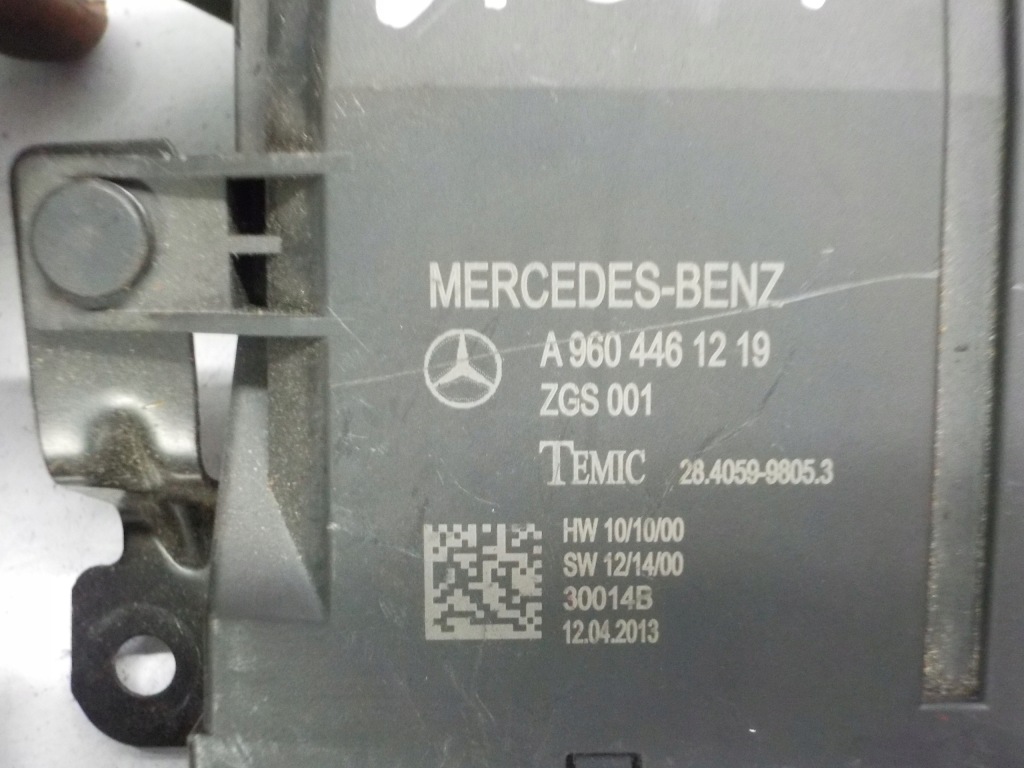 MERCEDES-BENZ
A 960 446 12 19
ZGS 001
TEMIC 28.4059-9805.3
HW 10/10/00
SW 12/14/00
30014B
12.04.2013